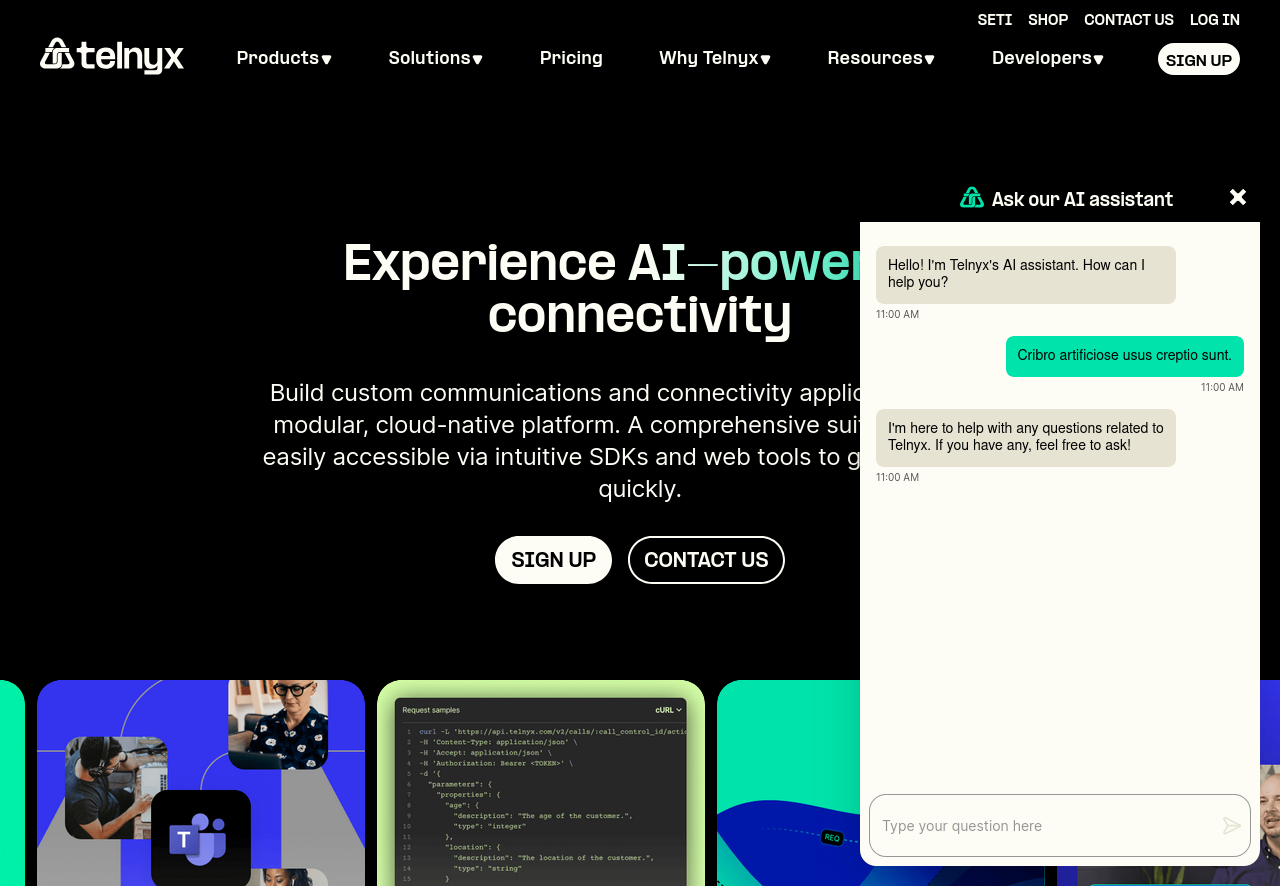 SETI SHOP CONTACT US LOG IN
telnyx Products Solutions Pricing Why Telnyx Resources Developers SIGN UP
Experience AI—power
connectivity
Build custom communications and connectivity
modular, cloud-native platform. A comprehensive
easily accessible via intuitive SDKs and web tools to
quickly.
SIGN UP CONTACT US
Ask our AI assistant
Hello! I'm Telnyx's AI assistant. How can I
help you?
11:00 AM
Cribro artificiose usus creptio sunt.
11:00 AM
I'm here to help with any questions related to
Telnyx. If you have any, feel free to ask!
11:00 AM
Type your question here
T
Request samples cURL
1 curl -L 'https://api.telnyx.com/v2/calls/:call_control_id/actio
2 -H 'Content-Type: application/json' \
3 -H 'Accept: application/json' \
4 -H 'Authorization: Bearer <TOKEN>' \
5 -d '{
6 "parameters": {
7 "properties": {
8 "age": {
9 "description": "The age of the customer.",
10 "type": "integer"
11 },
12 "location": {
13 "description": "The location of the customer.",
14 "type": "string"
15 }
REQ